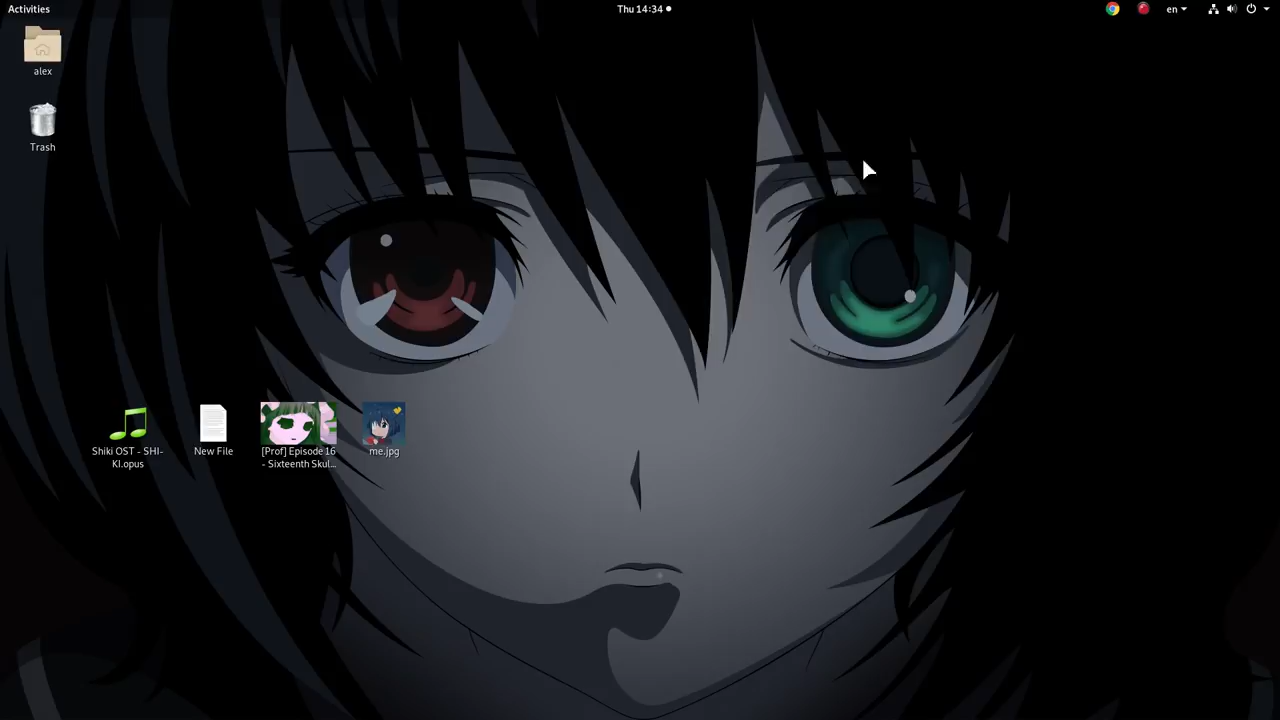 Activities
Thu 14:34
en
alex
Trash
Shiki OST - SHI-
KI.opus
New File
[Prof] Episode 16
- Sixteenth Skul...
me.jpg